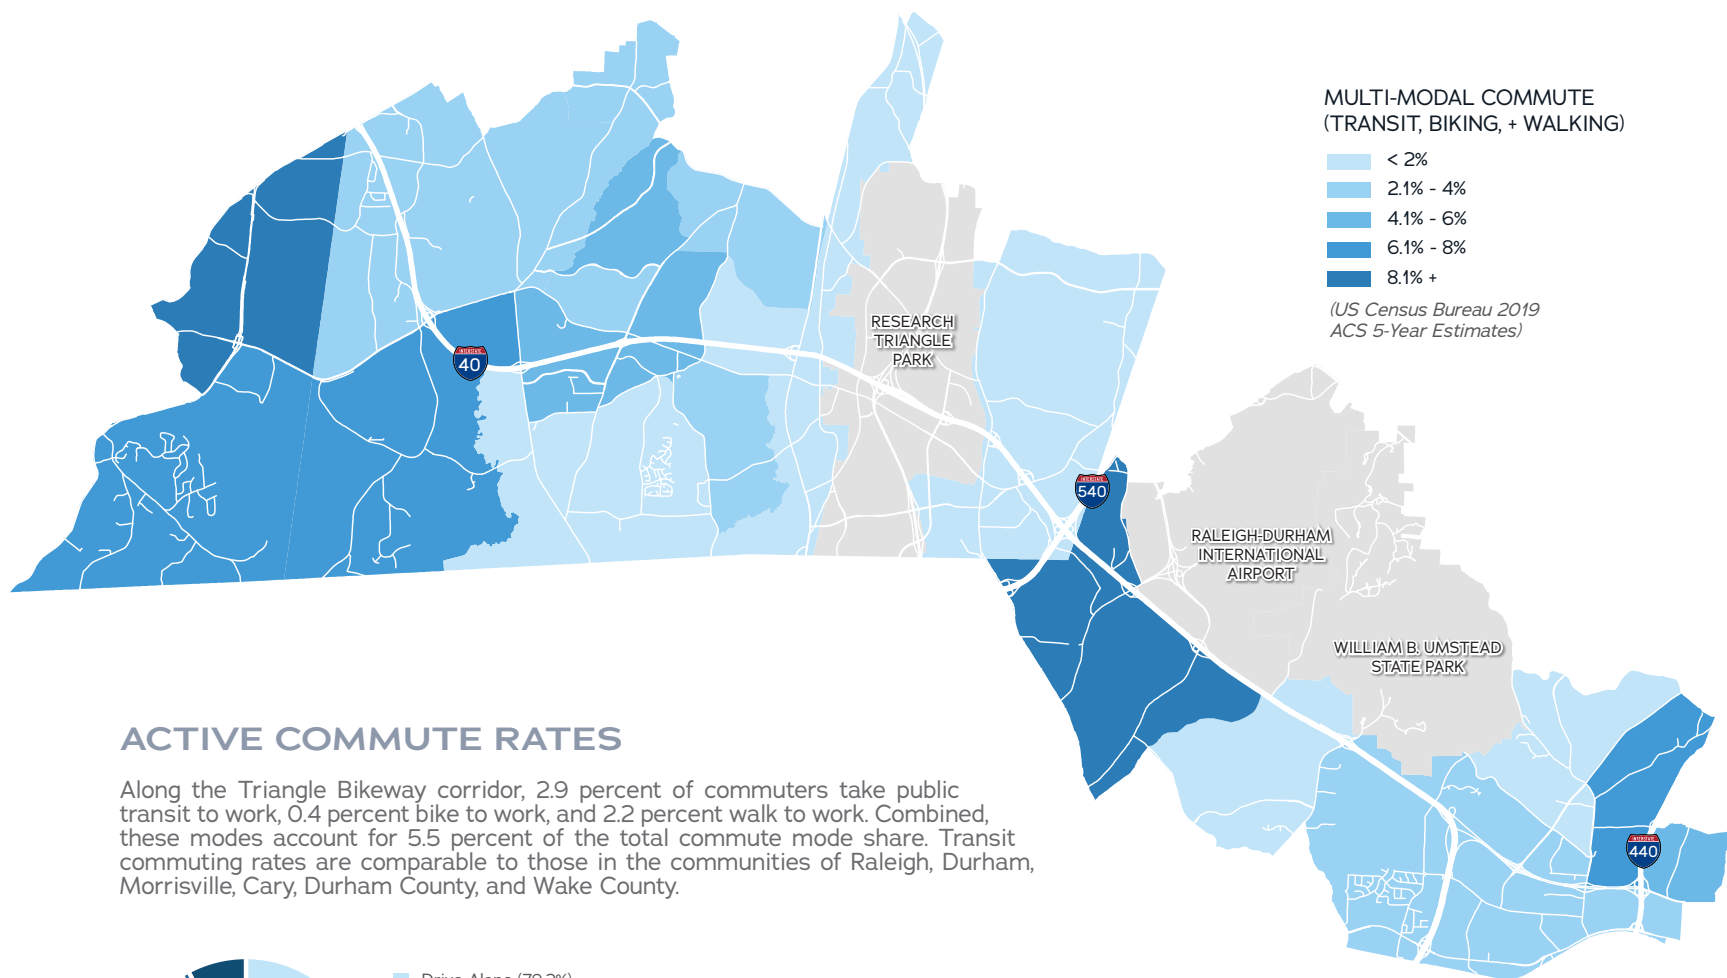 MULTI-MODAL COMMUTE
(TRANSIT, BIKING, + WALKING)
< 2%
2.1% - 4%
4.1% - 6%
6.1% - 8%
8.1% +
(US Census Bureau 2019
ACS 5-Year Estimates)
RESEARCH
TRIANGLE
PARK
INTERSTATE
40
INTERSTATE
540
RALEIGH-DURHAM
INTERNATIONAL
AIRPORT
WILLIAM B. UMSTEAD
STATE PARK
INTERSTATE
440
ACTIVE COMMUTE RATES
Along the Triangle Bikeway corridor, 2.9 percent of commuters take public
transit to work, 0.4 percent bike to work, and 2.2 percent walk to work. Combined,
these modes account for 5.5 percent of the total commute mode share. Transit
commuting rates are comparable to those in the communities of Raleigh, Durham,
Morrisville, Cary, Durham County, and Wake County.
Drive Alone